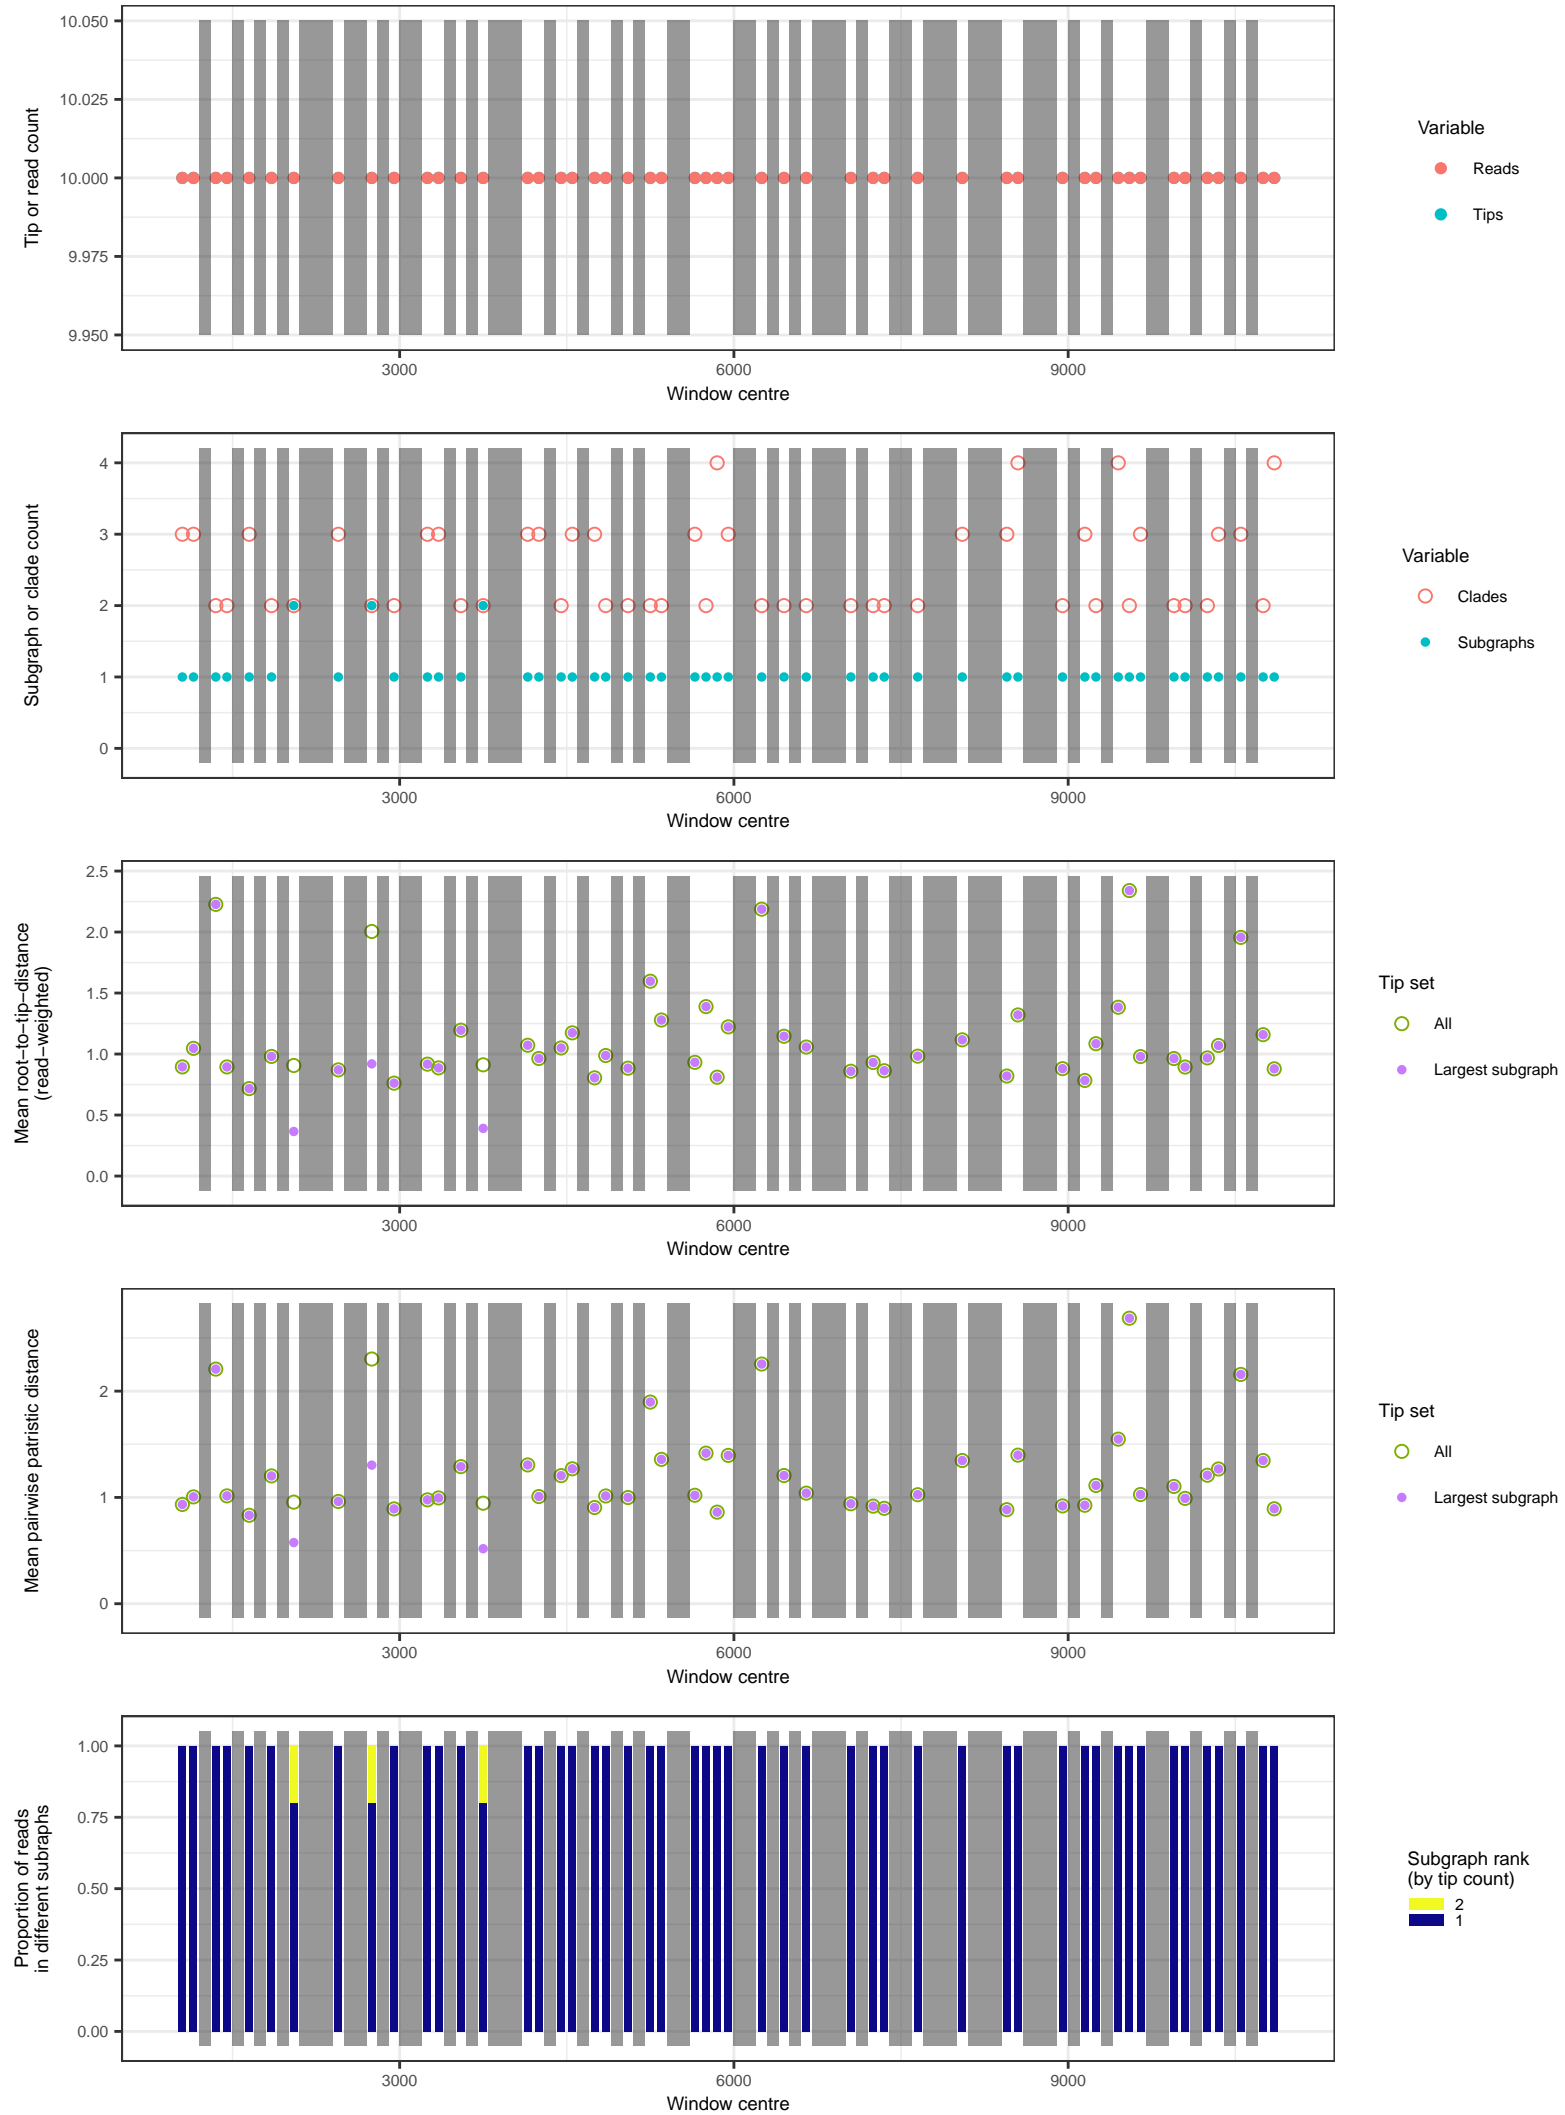 10.050
10.025
10.000
9.975
9.950
Tip or read count
3000
6000
9000
Window centre
Variable
Reads
Tips
4
3
2
1
0
Subgraph or clade count
3000
6000
9000
Window centre
Variable
Clades
Subgraphs
2.5
2.0
1.5
1.0
0.5
0.0
Mean root−to−tip−distance
(read−weighted)
3000
6000
9000
Window centre
Tip set
All
Largest subgraph
2
1
0
Mean pairwise patristic distance
3000
6000
9000
Window centre
Tip set
All
Largest subgraph
1.00
0.75
0.50
0.25
0.00
Proportion of reads
in different subraphs
3000
6000
9000
Window centre
Subgraph rank
(by tip count)
2
1